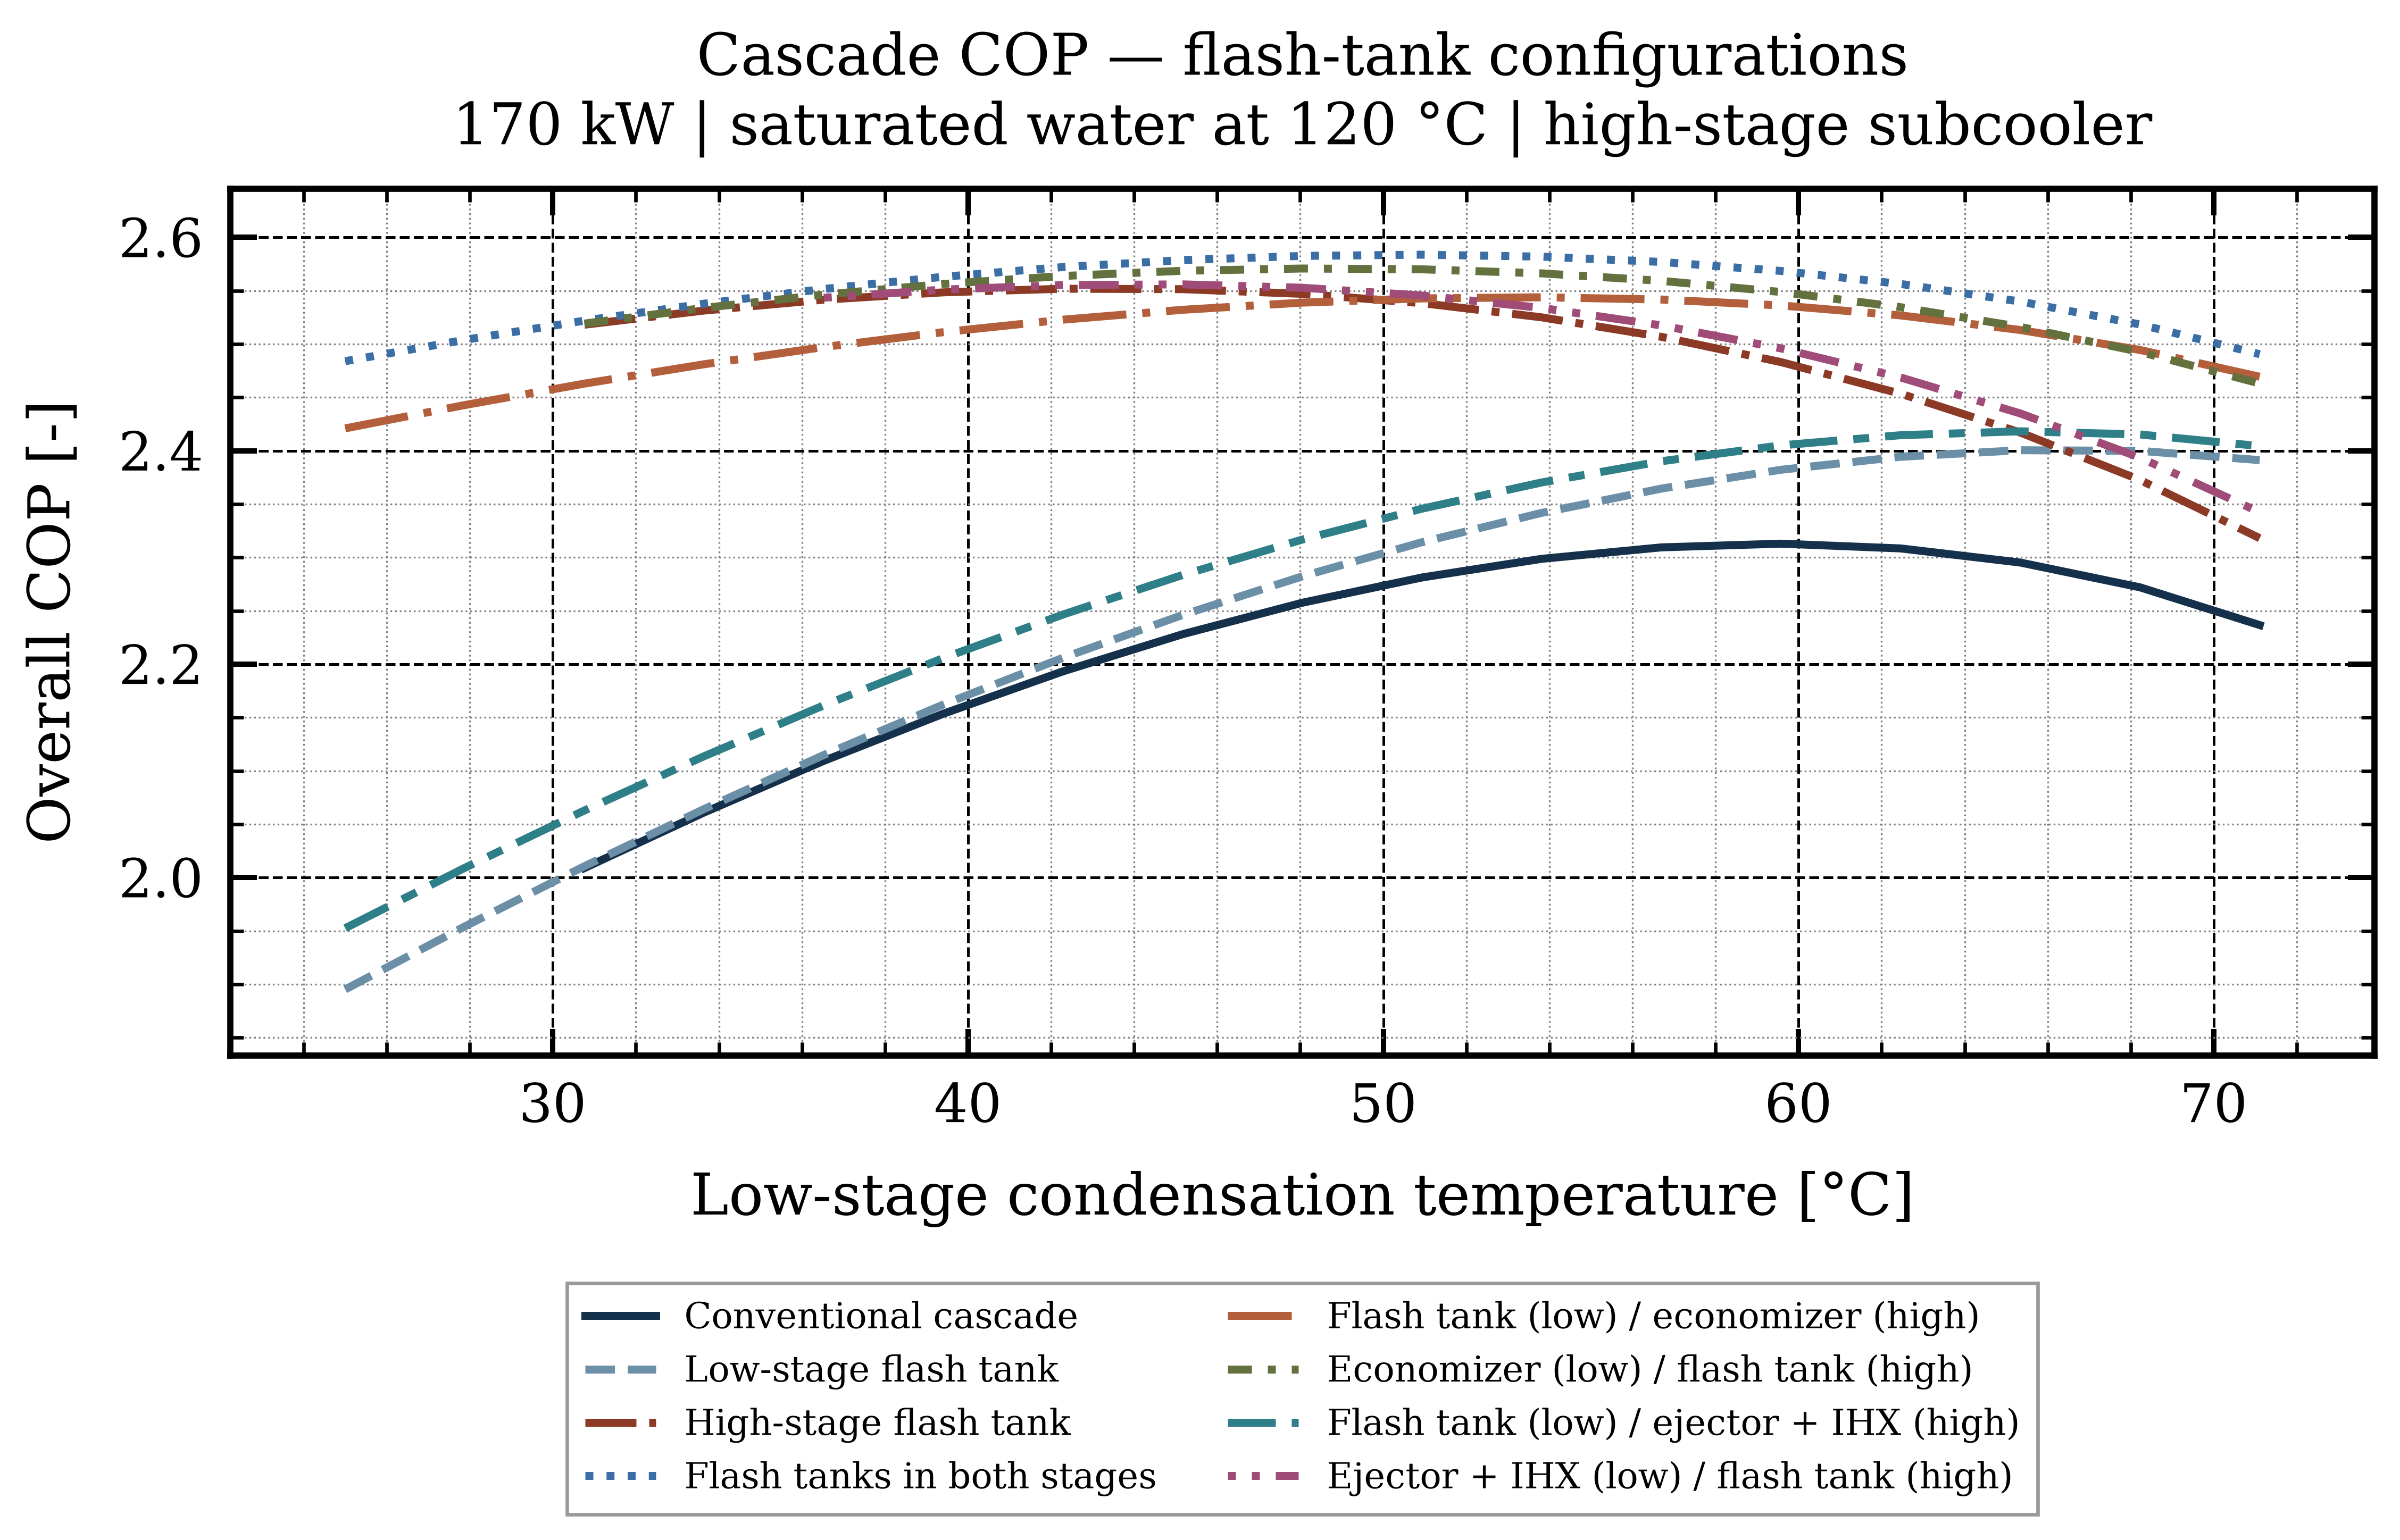 Cascade COP — flash-tank configurations
170 kW | saturated water at 120 °C | high-stage subcooler
2.6
2.4
2.2
2.0
Overall COP [-]
30 40 50 60 70
Low-stage condensation temperature [°C]
Conventional cascade
Low-stage flash tank
High-stage flash tank
Flash tanks in both stages
Flash tank (low) / economizer (high)
Economizer (low) / flash tank (high)
Flash tank (low) / ejector + IHX (high)
Ejector + IHX (low) / flash tank (high)